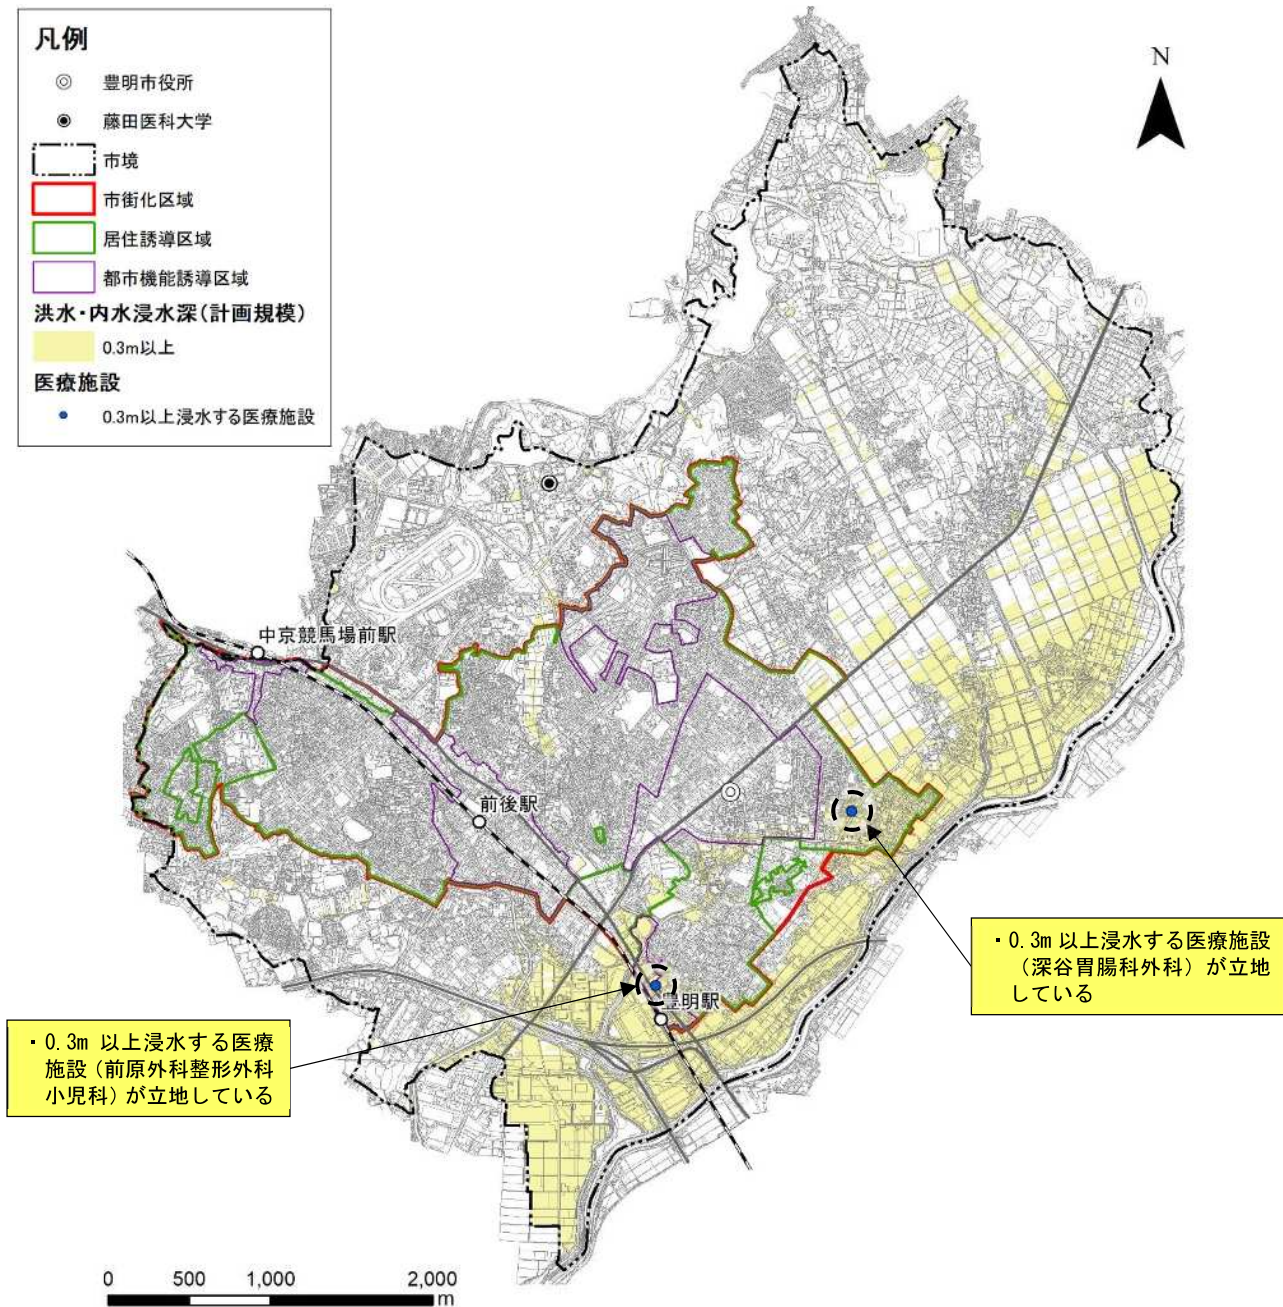 凡例
豊明市役所
藤田医科大学
市境
市街化区域
居住誘導区域
都市機能誘導区域
洪水・内水浸水深(計画規模)
0.3m以上
医療施設
0.3m以上浸水する医療施設
N
中京競馬場前駅
前後駅
豊明駅
・0.3m 以上浸水する医療施設
（深谷胃腸科外科）が立地
している
・0.3m 以上浸水する医療
施設（前原外科整形外科
小児科）が立地している
0 500 1,000 2,000
m